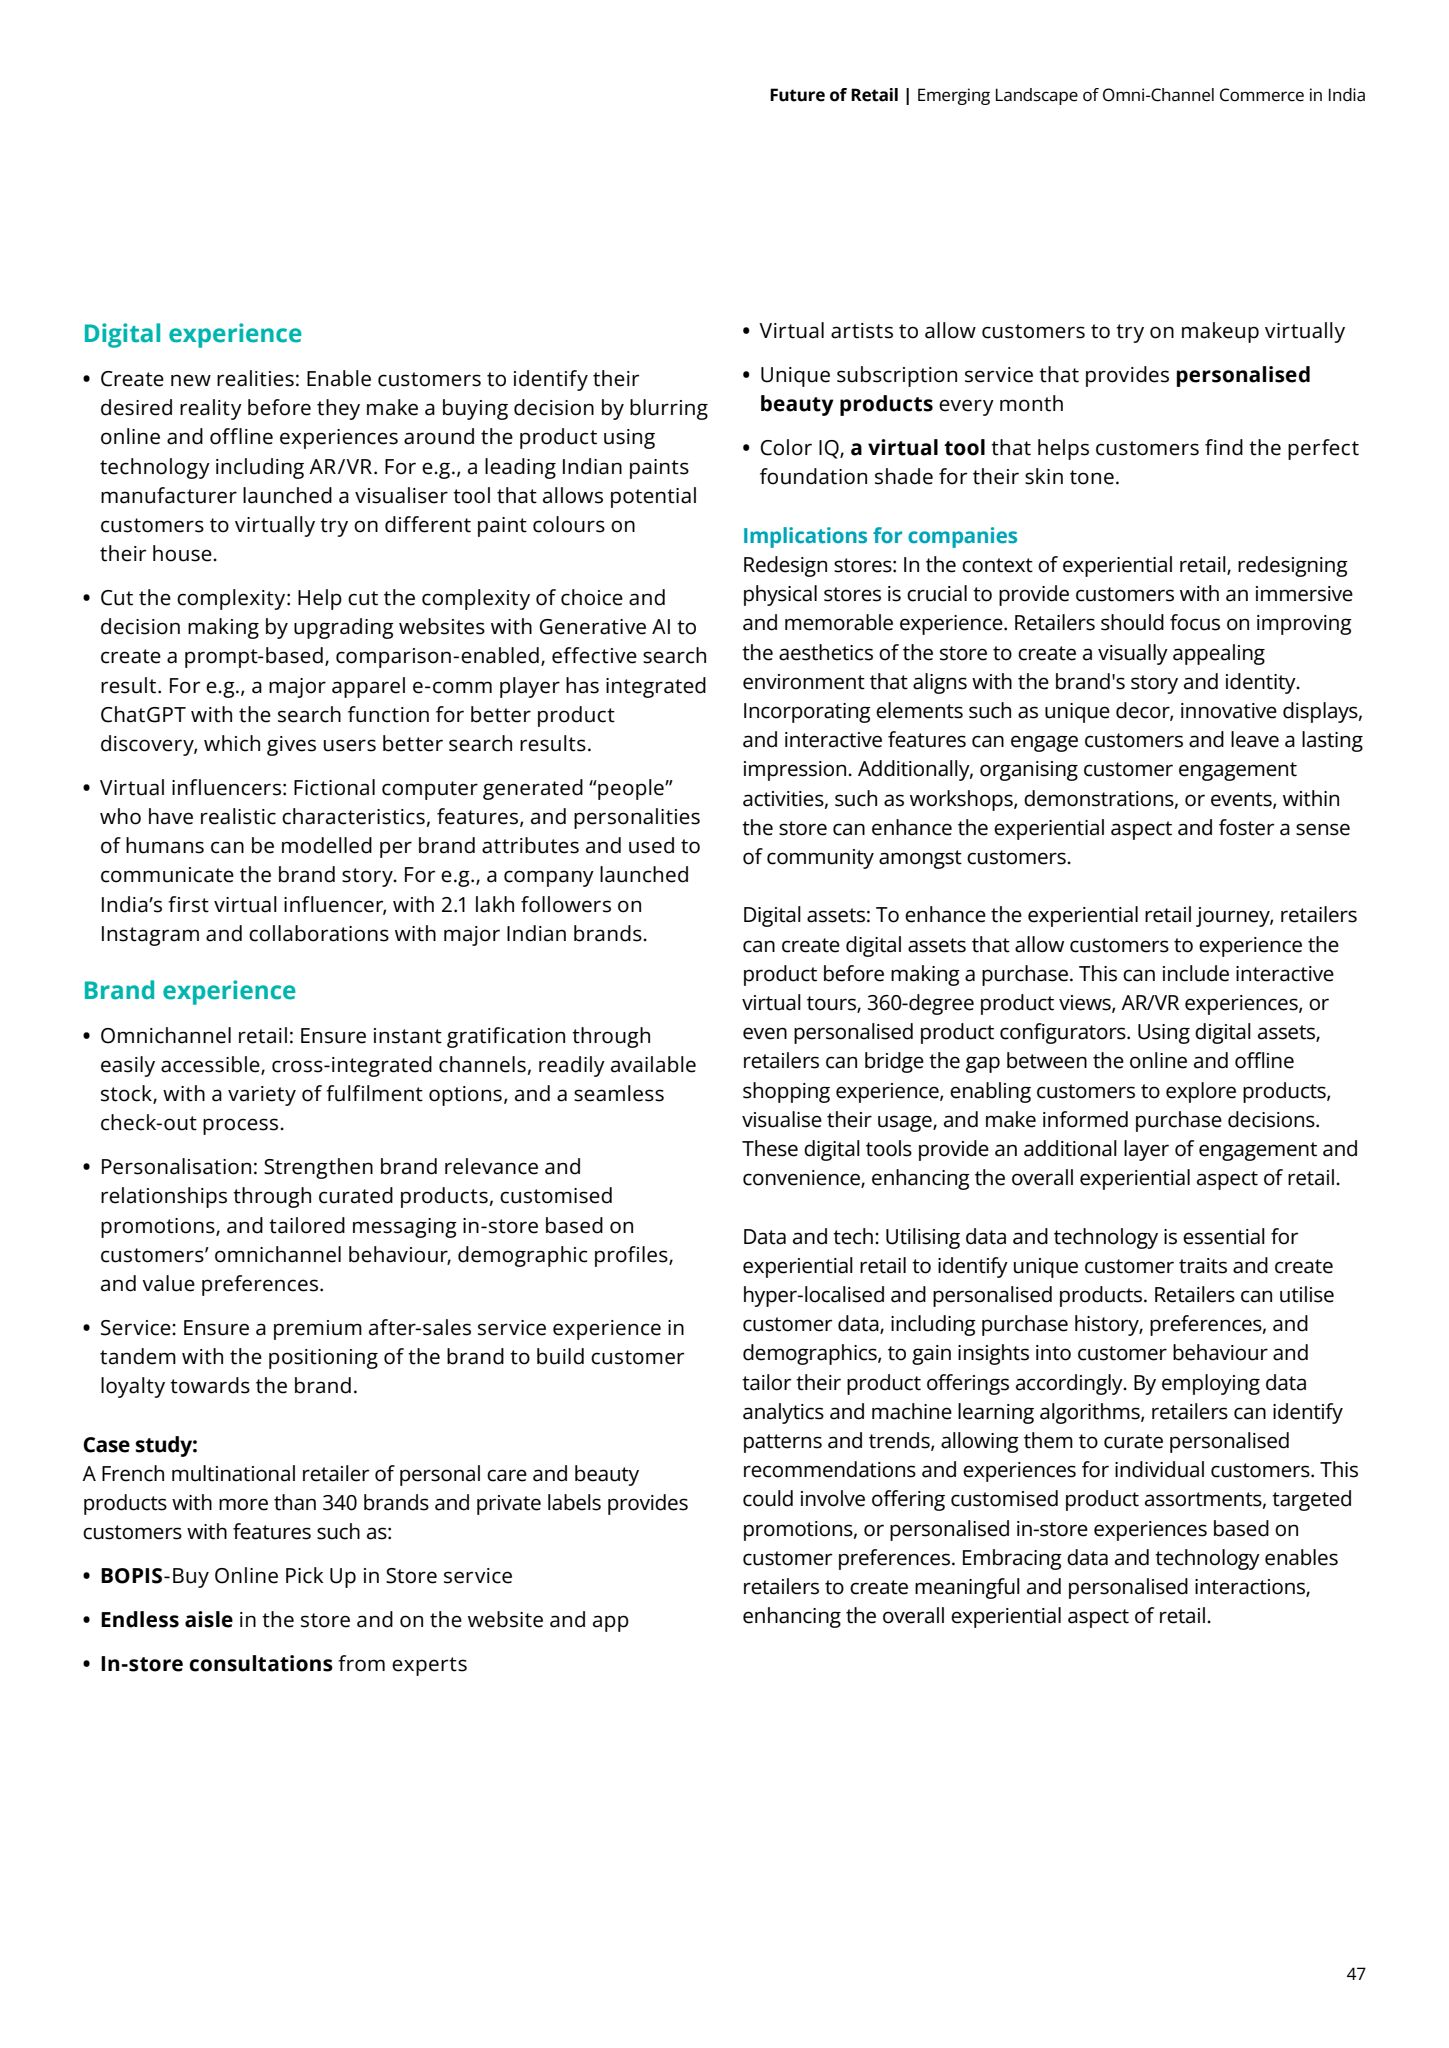 Future of Retail | Emerging Landscape of Omni-Channel Commerce in India
Digital experience
• Create new realities: Enable customers to identify their
desired reality before they make a buying decision by blurring
online and offline experiences around the product using
technology including AR/VR. For e.g., a leading Indian paints
manufacturer launched a visualiser tool that allows potential
customers to virtually try on different paint colours on
their house.
• Cut the complexity: Help cut the complexity of choice and
decision making by upgrading websites with Generative AI to
create a prompt-based, comparison-enabled, effective search
result. For e.g., a major apparel e-comm player has integrated
ChatGPT with the search function for better product
discovery, which gives users better search results.
• Virtual influencers: Fictional computer generated “people”
who have realistic characteristics, features, and personalities
of humans can be modelled per brand attributes and used to
communicate the brand story. For e.g., a company launched
India’s first virtual influencer, with 2.1 lakh followers on
Instagram and collaborations with major Indian brands.
Brand experience
• Omnichannel retail: Ensure instant gratification through
easily accessible, cross-integrated channels, readily available
stock, with a variety of fulfilment options, and a seamless
check-out process.
• Personalisation: Strengthen brand relevance and
relationships through curated products, customised
promotions, and tailored messaging in-store based on
customers’ omnichannel behaviour, demographic profiles,
and value preferences.
• Service: Ensure a premium after-sales service experience in
tandem with the positioning of the brand to build customer
loyalty towards the brand.
Case study:
A French multinational retailer of personal care and beauty
products with more than 340 brands and private labels provides
customers with features such as:
• BOPIS-Buy Online Pick Up in Store service
• Endless aisle in the store and on the website and app
• In-store consultations from experts
• Virtual artists to allow customers to try on makeup virtually
• Unique subscription service that provides personalised
beauty products every month
• Color IQ, a virtual tool that helps customers find the perfect
foundation shade for their skin tone.
Implications for companies
Redesign stores: In the context of experiential retail, redesigning
physical stores is crucial to provide customers with an immersive
and memorable experience. Retailers should focus on improving
the aesthetics of the store to create a visually appealing
environment that aligns with the brand's story and identity.
Incorporating elements such as unique decor, innovative displays,
and interactive features can engage customers and leave a lasting
impression. Additionally, organising customer engagement
activities, such as workshops, demonstrations, or events, within
the store can enhance the experiential aspect and foster a sense
of community amongst customers.
Digital assets: To enhance the experiential retail journey, retailers
can create digital assets that allow customers to experience the
product before making a purchase. This can include interactive
virtual tours, 360-degree product views, AR/VR experiences, or
even personalised product configurators. Using digital assets,
retailers can bridge the gap between the online and offline
shopping experience, enabling customers to explore products,
visualise their usage, and make informed purchase decisions.
These digital tools provide an additional layer of engagement and
convenience, enhancing the overall experiential aspect of retail.
Data and tech: Utilising data and technology is essential for
experiential retail to identify unique customer traits and create
hyper-localised and personalised products. Retailers can utilise
customer data, including purchase history, preferences, and
demographics, to gain insights into customer behaviour and
tailor their product offerings accordingly. By employing data
analytics and machine learning algorithms, retailers can identify
patterns and trends, allowing them to curate personalised
recommendations and experiences for individual customers. This
could involve offering customised product assortments, targeted
promotions, or personalised in-store experiences based on
customer preferences. Embracing data and technology enables
retailers to create meaningful and personalised interactions,
enhancing the overall experiential aspect of retail.
47